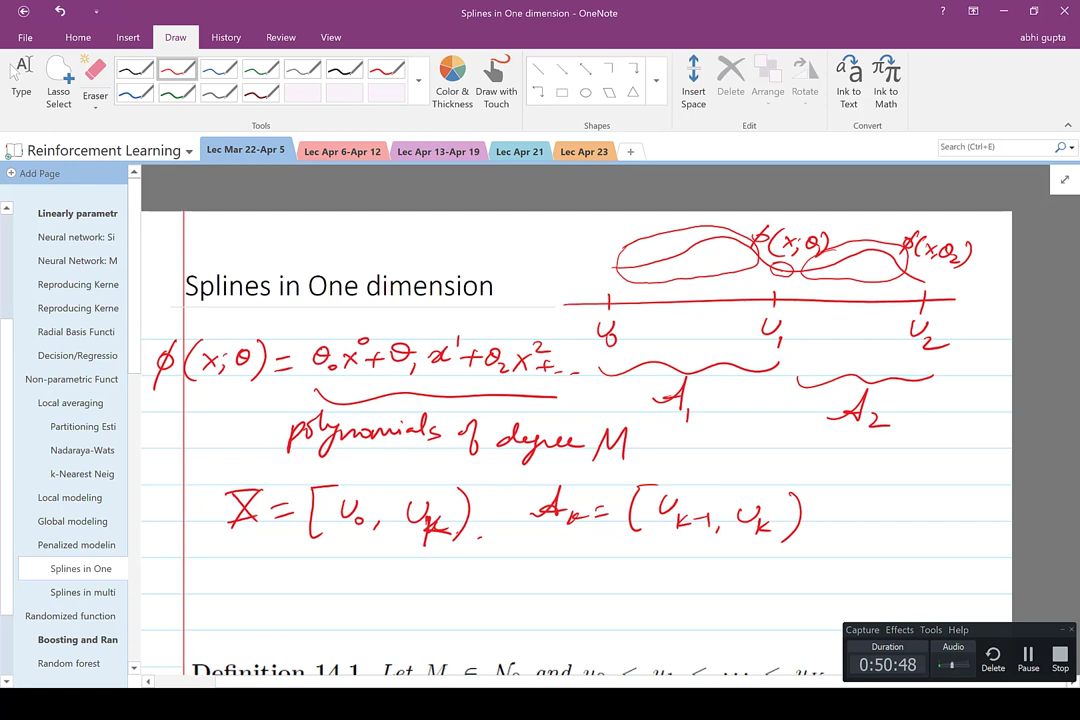 Splines in One dimension - OneNote
?
File Home Insert Draw History Review View
abhi gupta
Type
Lasso Select
Eraser
Color & Thickness
Draw with Touch
Insert Space
Delete
Arrange
Rotate
Ink to Text
Ink to Math
Tools
Shapes
Edit
Convert
Reinforcement Learning
Lec Mar 22-Apr 5
Lec Apr 6-Apr 12
Lec Apr 13-Apr 19
Lec Apr 21
Lec Apr 23
Search (Ctrl+E)
Add Page
Linearly parametr
Neural network: Si
Neural Network: M
Reproducing Kerne
Reproducing Kerne
Radial Basis Functi
Decision/Regressio
Non-parametric Funct
Local averaging
Partitioning Esti
Nadaraya-Wats
k-Nearest Neig
Local modeling
Global modeling
Penalized modelin
Splines in One
Splines in multi
Randomized function
Boosting and Ran
Random forest
ϕ(x; θ₁) ϕ(x, θ₂)
Splines in One dimension
u₀ u₁ u₂
ϕ(x; θ) = θ₀x⁰ + θ₁x¹ + θ₂x² + ...
A₁ A₂
polynomials of degree M
X = [u₀, u_K). A_k = [u_{k-1}, u_k)
Definition 14.1. Let M ∈ N₀ and u₀ < u₁ < ··· < u_K
Capture Effects Tools Help
Duration
0:50:48
Audio
Delete
Pause
Stop